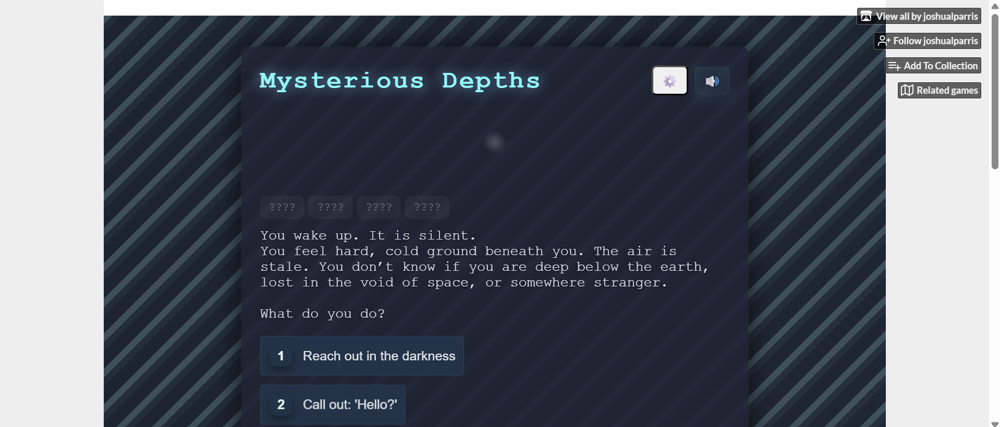 View all by joshualparris
Follow joshualparris
Add To Collection
Related games
Mysterious Depths
???? ???? ???? ????
You wake up. It is silent.
You feel hard, cold ground beneath you. The air is
stale. You don’t know if you are deep below the earth,
lost in the void of space, or somewhere stranger.
What do you do?
1 Reach out in the darkness
2 Call out: 'Hello?'